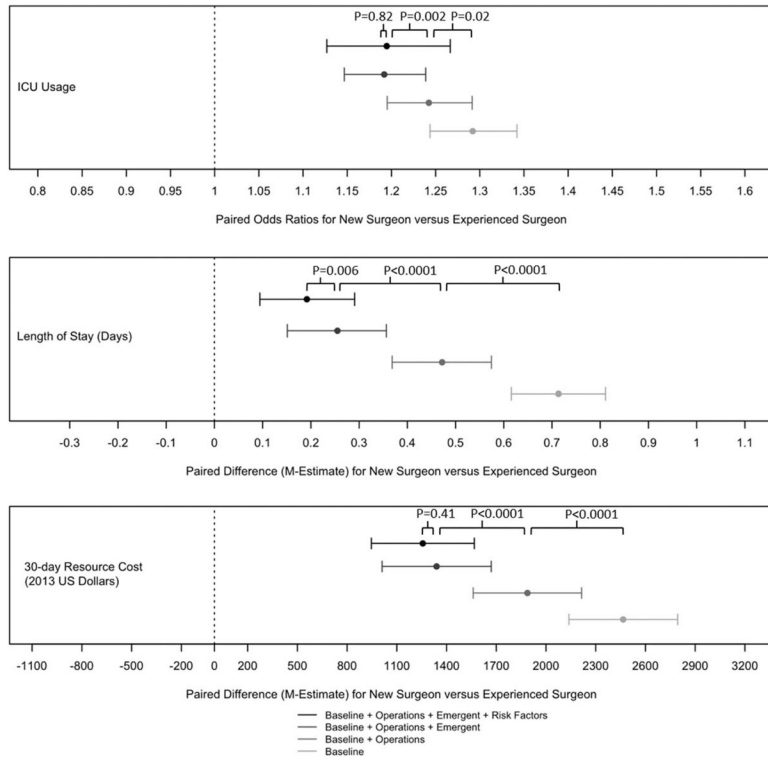 P=0.82 P=0.002 P=0.02
ICU Usage
0.8 0.85 0.9 0.95 1 1.05 1.1 1.15 1.2 1.25 1.3 1.35 1.4 1.45 1.5 1.55 1.6
Paired Odds Ratios for New Surgeon versus Experienced Surgeon
P=0.006 P<0.0001 P<0.0001
Length of Stay (Days)
-0.3 -0.2 -0.1 0 0.1 0.2 0.3 0.4 0.5 0.6 0.7 0.8 0.9 1 1.1
Paired Difference (M-Estimate) for New Surgeon versus Experienced Surgeon
P=0.41 P<0.0001 P<0.0001
30-day Resource Cost
(2013 US Dollars)
-1100 -800 -500 -200 0 200 500 800 1100 1400 1700 2000 2300 2600 2900 3200
Paired Difference (M-Estimate) for New Surgeon versus Experienced Surgeon
Baseline + Operations + Emergent + Risk Factors
Baseline + Operations + Emergent
Baseline + Operations
Baseline